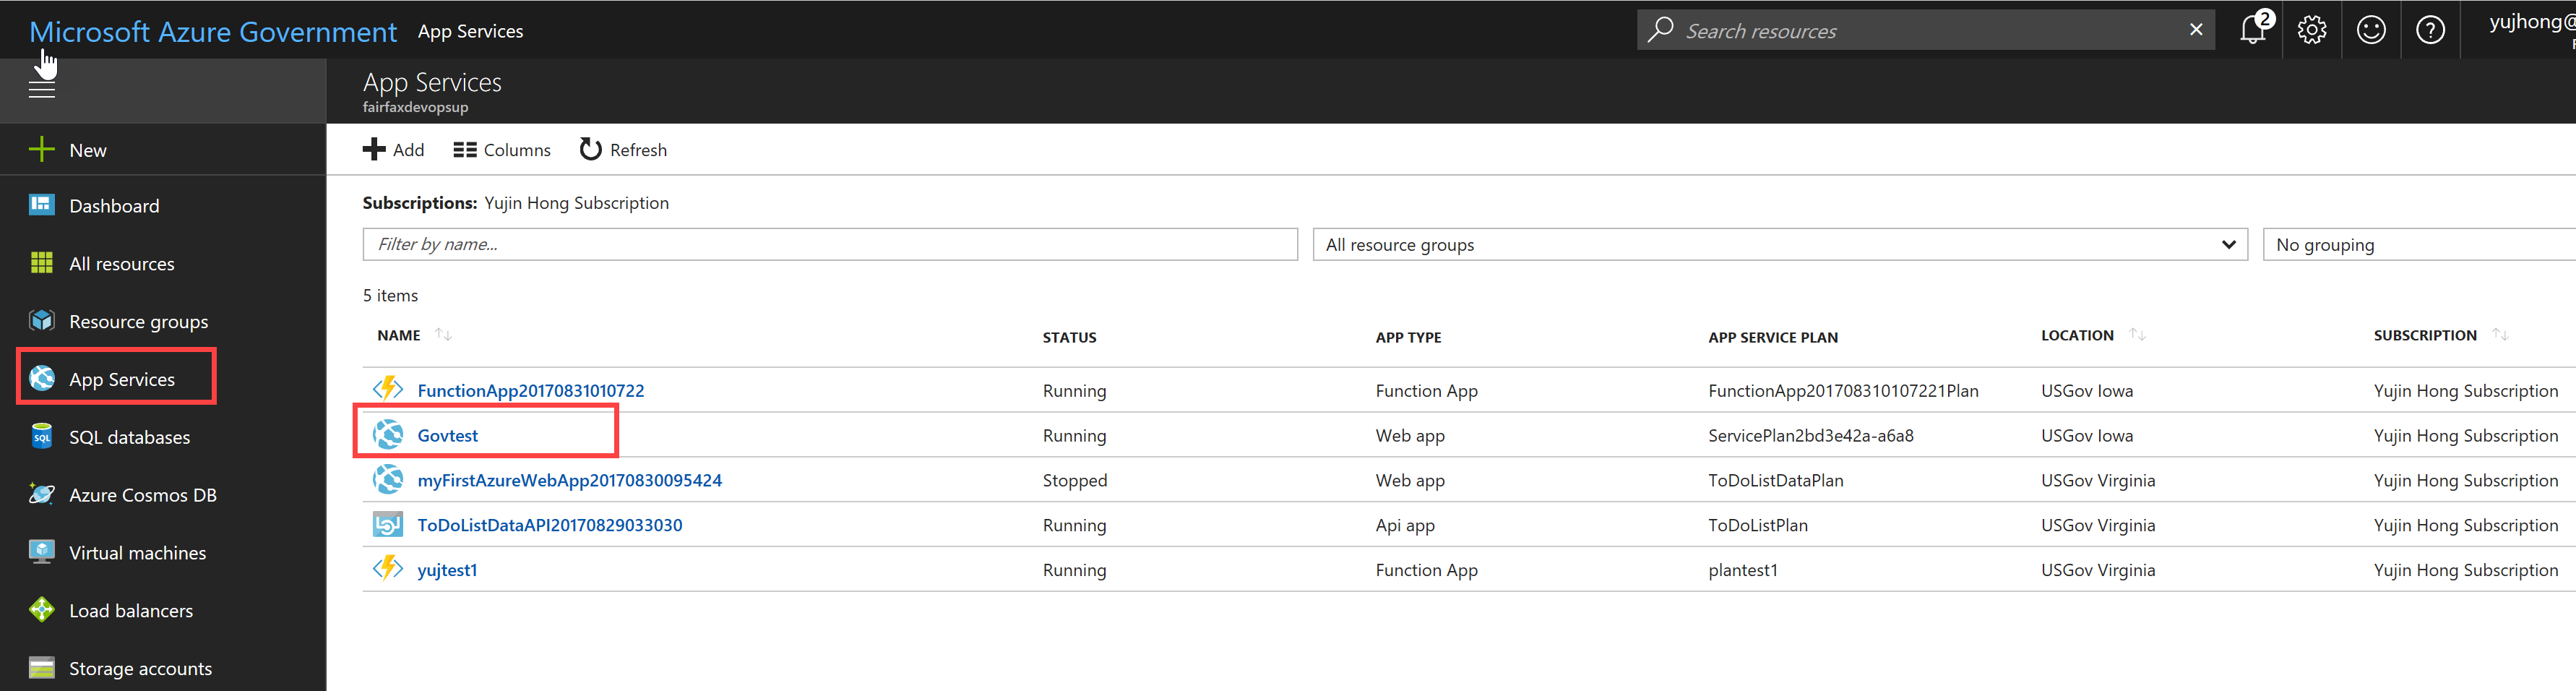 Microsoft Azure Government App Services Search resources 2 yujhong@
App Services
fairfaxdevopsup
New
Add Columns Refresh
Dashboard
Subscriptions: Yujin Hong Subscription
All resources
Filter by name... All resource groups No grouping
5 items
Resource groups
NAME STATUS APP TYPE APP SERVICE PLAN LOCATION SUBSCRIPTION
App Services
FunctionApp20170831010722 Running Function App FunctionApp201708310107221Plan USGov Iowa Yujin Hong Subscription
SQL databases
Govtest Running Web app ServicePlan2bd3e42a-a6a8 USGov Iowa Yujin Hong Subscription
myFirstAzureWebApp20170830095424 Stopped Web app ToDoListDataPlan USGov Virginia Yujin Hong Subscription
Azure Cosmos DB
ToDoListDataAPI20170829033030 Running Api app ToDoListPlan USGov Virginia Yujin Hong Subscription
Virtual machines
yujtest1 Running Function App plantest1 USGov Virginia Yujin Hong Subscription
Load balancers
Storage accounts